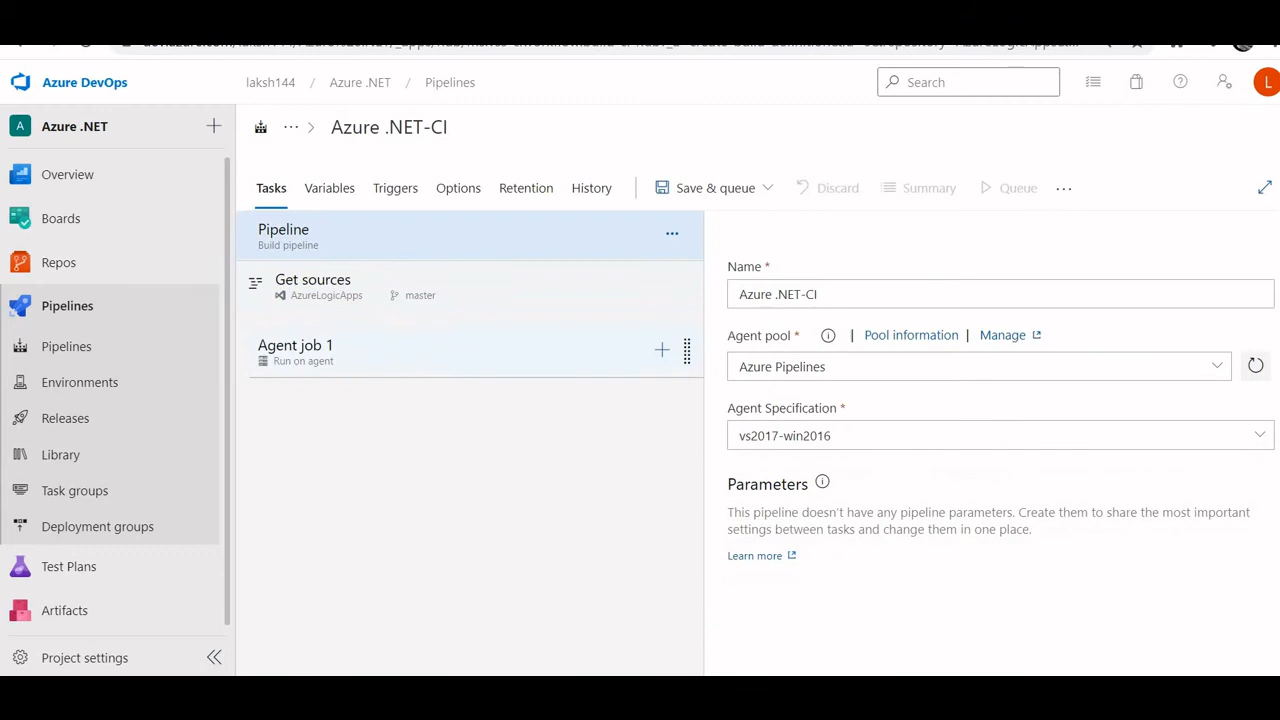 Azure DevOps
laksh144 / Azure .NET / Pipelines
Search
L
A Azure .NET
Overview
Boards
Repos
Pipelines
Pipelines
Environments
Releases
Library
Task groups
Deployment groups
Test Plans
Artifacts
Project settings
... > Azure .NET-CI
Tasks Variables Triggers Options Retention History Save & queue Discard Summary Queue ...
Pipeline
Build pipeline
Get sources
AzureLogicApps master
Agent job 1
Run on agent
Name *
Azure .NET-CI
Agent pool * | Pool information | Manage
Azure Pipelines
Agent Specification *
vs2017-win2016
Parameters
This pipeline doesn't have any pipeline parameters. Create them to share the most important
settings between tasks and change them in one place.
Learn more